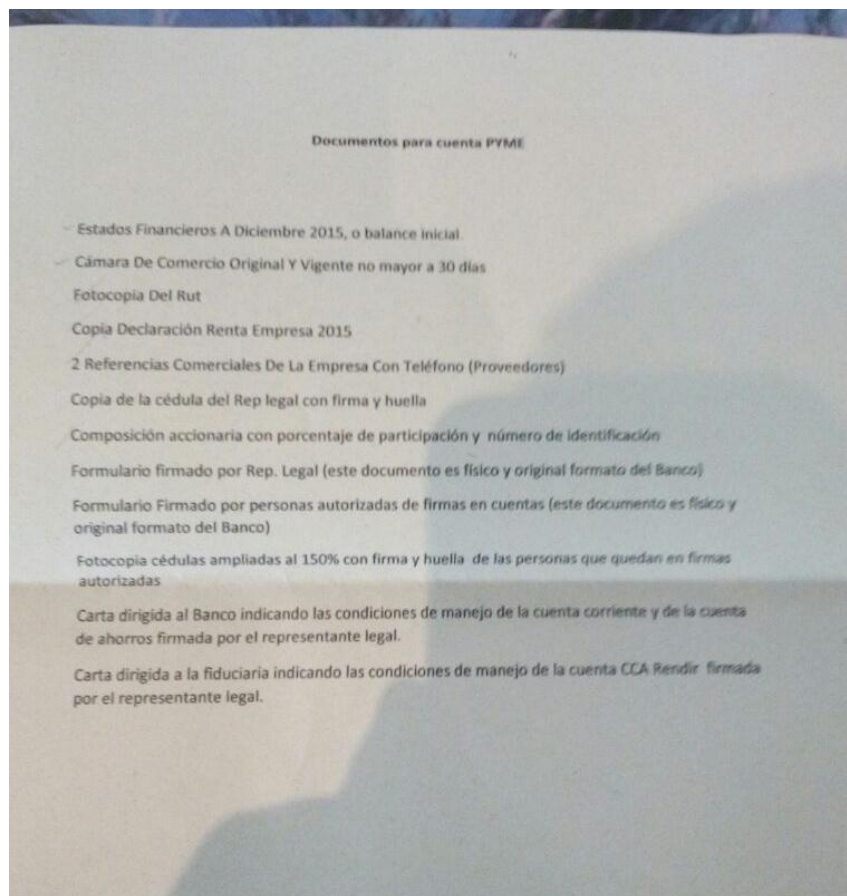 Documentos para cuenta PYME
Estados Financieros A Diciembre 2015, o balance inicial
Cámara De Comercio Original Y Vigente no mayor a 30 días
Fotocopia Del Rut
Copia Declaración Renta Empresa 2015
2 Referencias Comerciales De La Empresa Con Teléfono (Proveedores)
Copia de la cédula del Rep legal con firma y huella
Composición accionaria con porcentaje de participación y número de identificación
Formulario firmado por Rep. Legal (este documento es físico y original formato del Banco)
Formulario Firmado por personas autorizadas de firmas en cuentas (este documento es físico y
original formato del Banco)
Fotocopia cédulas ampliadas al 150% con firma y huella de las personas que quedan en firmas
autorizadas
Carta dirigida al Banco indicando las condiciones de manejo de la cuenta corriente y de la cuenta
de ahorros firmada por el representante legal.
Carta dirigida a la fiduciaria indicando las condiciones de manejo de la cuenta CCA Rendir firmada
por el representante legal.